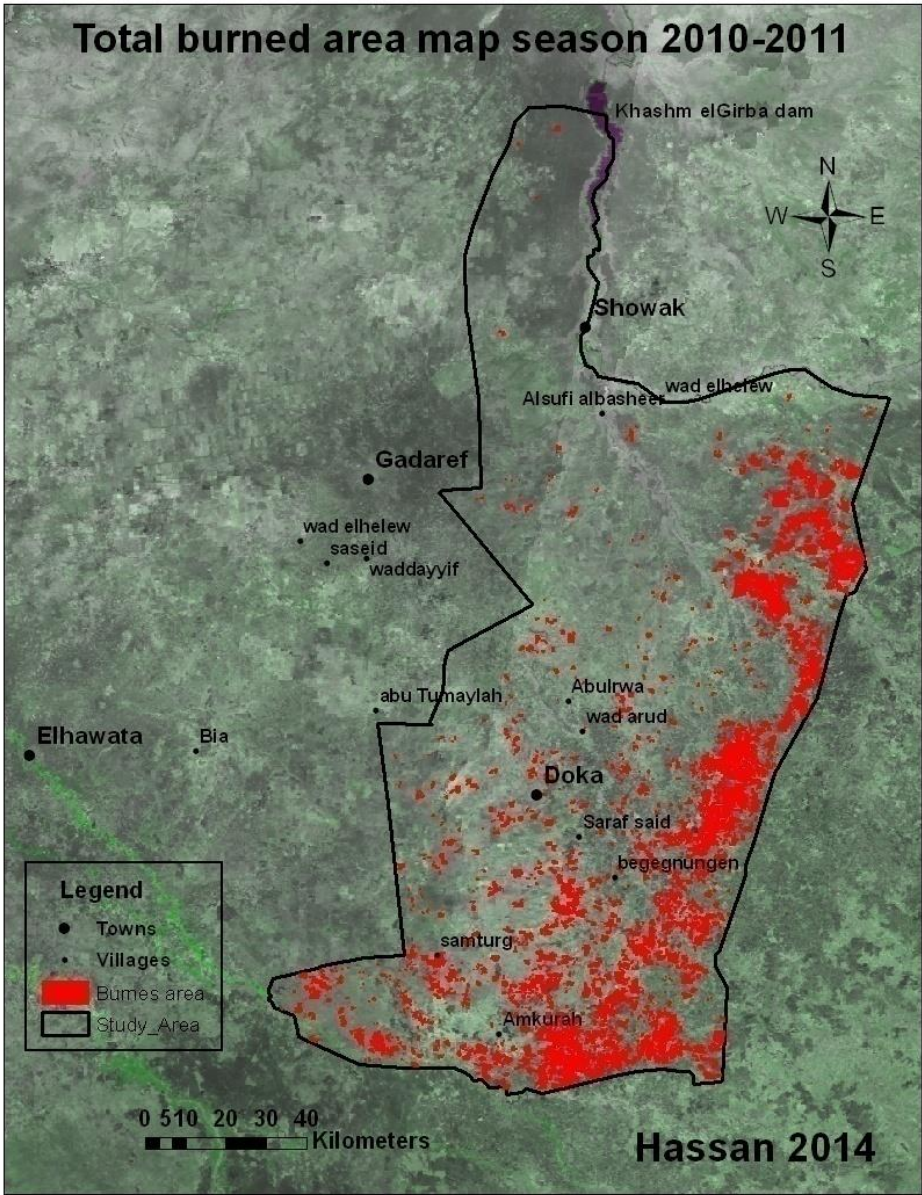 Total burned area map season 2010-2011
Khashm elGirba dam
N
W E
S
Showak
wad elhelew
Alsufi albasheer
Gadaref
wad elhelew
saseid
waddayyif
abu Tumaylah
Abulrwa
wad arud
Elhawata
Bia
Doka
Saraf said
begegnungen
Legend
Towns
Villages
Burnes area
Study_Area
samturg
Amkurah
0 510 20 30 40
Kilometers
Hassan 2014